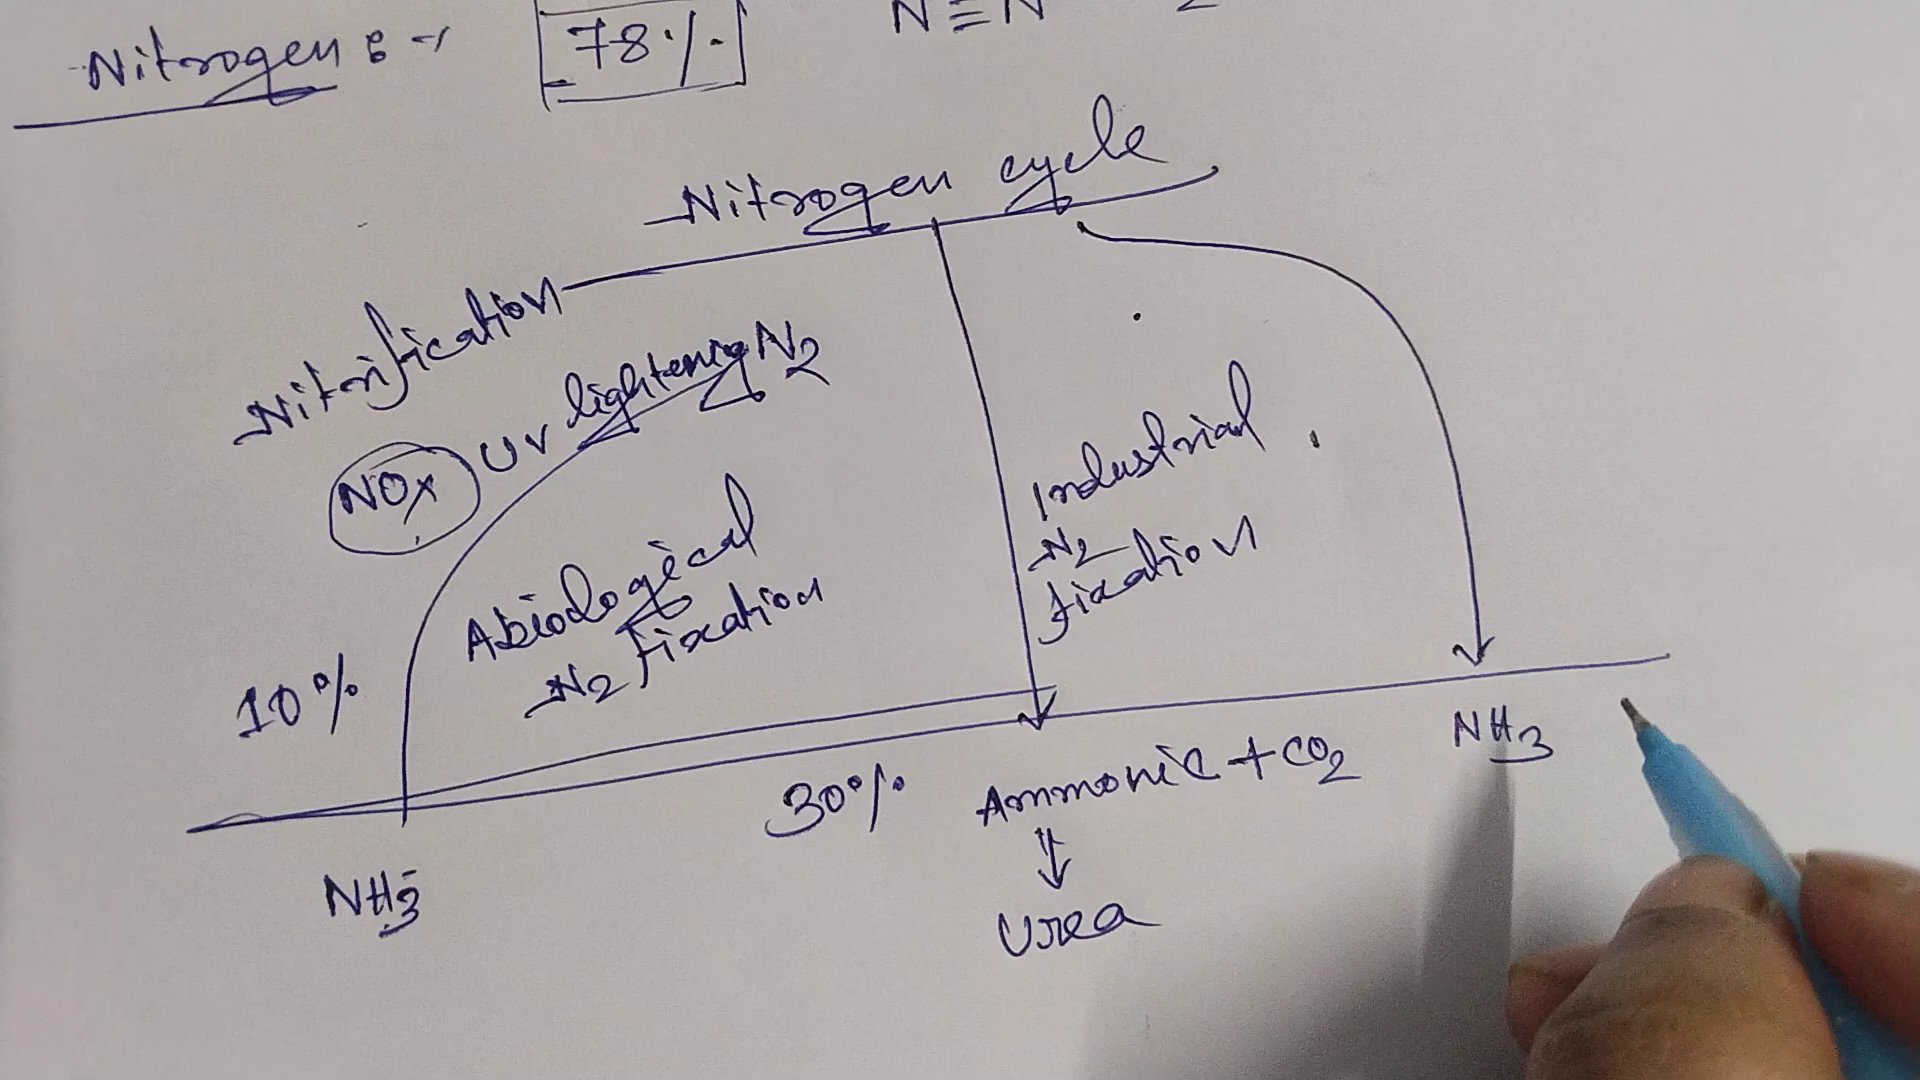 Nitrogen :-
78%
N≡N
Nitrogen cycle
Nitrification
NOx UV lightenig N2
Abiological
N2 fixation
Industrial
N2
fixation
10%
30%
Ammonia + CO2
NH3
Urea
NH3